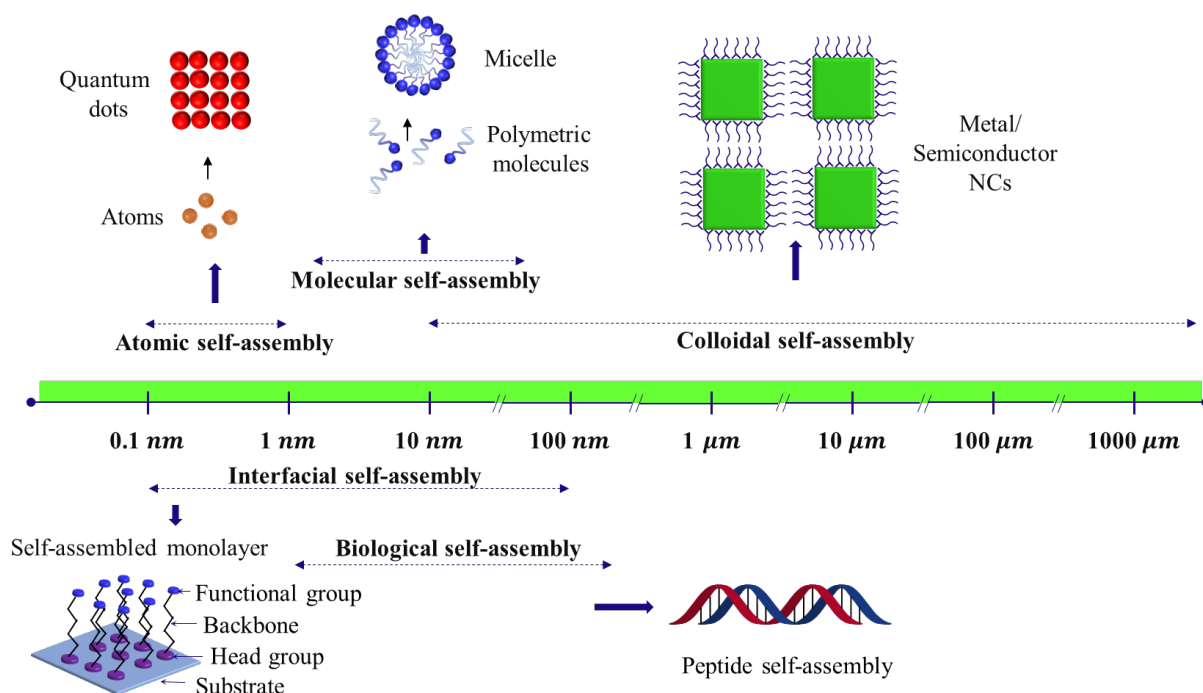 Quantum
dots
Atoms
Micelle
Polymetric
molecules
Metal/
Semiconductor
NCs
Molecular self-assembly
Atomic self-assembly
Colloidal self-assembly
0.1 nm 1 nm 10 nm 100 nm 1 μm 10 μm 100 μm 1000 μm
Interfacial self-assembly
Self-assembled monolayer
Biological self-assembly
Functional group
Backbone
Head group
Substrate
Peptide self-assembly